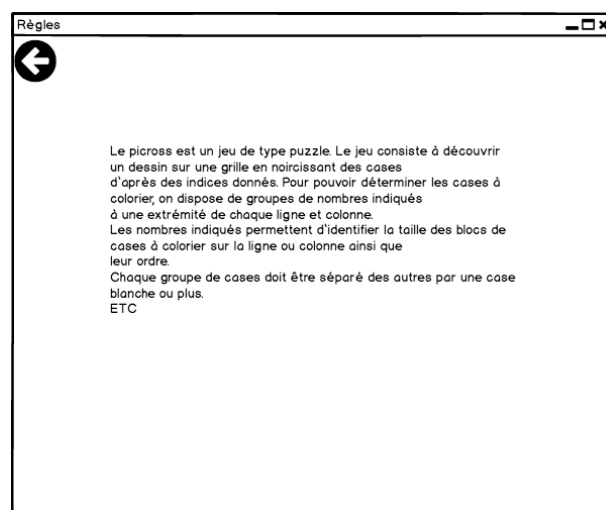 Règles
Le picross est un jeu de type puzzle. Le jeu consiste à découvrir
un dessin sur une grille en noircissant des cases
d'après des indices donnés. Pour pouvoir déterminer les cases à
colorier, on dispose de groupes de nombres indiqués
à une extrémité de chaque ligne et colonne.
Les nombres indiqués permettent d'identifier la taille des blocs de
cases à colorier sur la ligne ou colonne ainsi que
leur ordre.
Chaque groupe de cases doit être séparé des autres par une case
blanche ou plus.
ETC